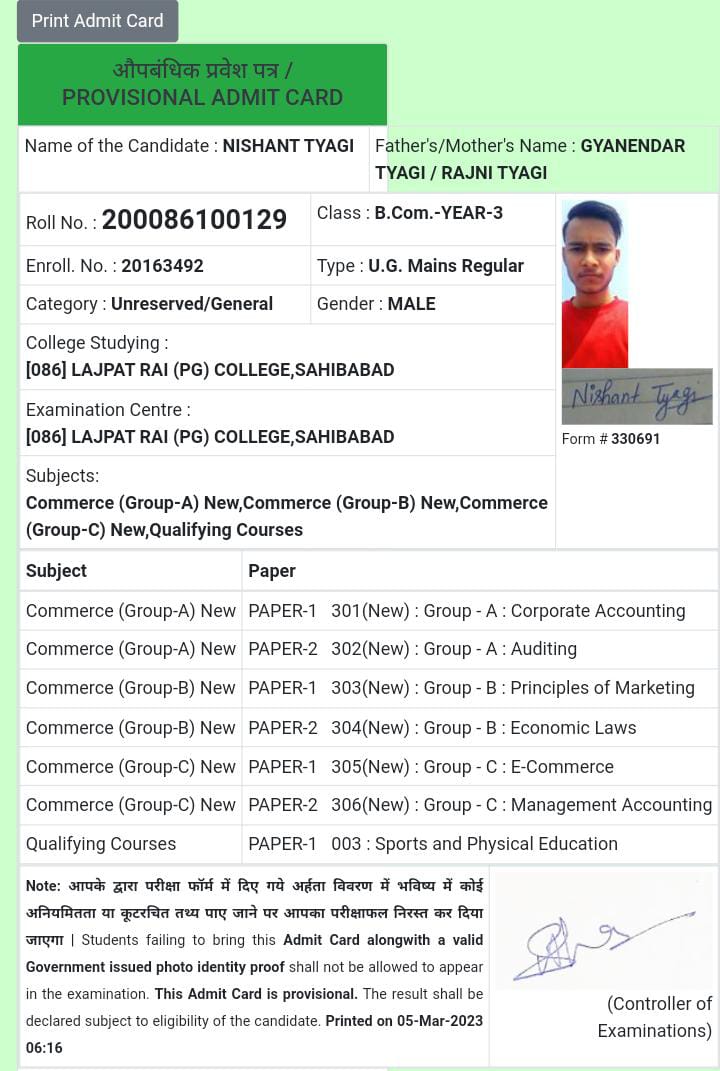 Print Admit Card
औपबंधिक प्रवेश पत्र /
PROVISIONAL ADMIT CARD
Name of the Candidate : NISHANT TYAGI
Father's/Mother's Name : GYANENDAR
TYAGI / RAJNI TYAGI
Roll No. : 200086100129
Class : B.Com.-YEAR-3
Enroll. No. : 20163492
Type : U.G. Mains Regular
Category : Unreserved/General
Gender : MALE
College Studying :
[086] LAJPAT RAI (PG) COLLEGE,SAHIBABAD
Examination Centre :
[086] LAJPAT RAI (PG) COLLEGE,SAHIBABAD
Nishant Tyagi
Form # 330691
Subjects:
Commerce (Group-A) New,Commerce (Group-B) New,Commerce
(Group-C) New,Qualifying Courses
Subject Paper
Commerce (Group-A) New PAPER-1 301(New) : Group - A : Corporate Accounting
Commerce (Group-A) New PAPER-2 302(New) : Group - A : Auditing
Commerce (Group-B) New PAPER-1 303(New) : Group - B : Principles of Marketing
Commerce (Group-B) New PAPER-2 304(New) : Group - B : Economic Laws
Commerce (Group-C) New PAPER-1 305(New) : Group - C : E-Commerce
Commerce (Group-C) New PAPER-2 306(New) : Group - C : Management Accounting
Qualifying Courses PAPER-1 003 : Sports and Physical Education
Note: आपके द्वारा परीक्षा फॉर्म में दिए गये अर्हता विवरण में भविष्य में कोई
अनियमितता या कूटरचित तथ्य पाए जाने पर आपका परीक्षाफल निरस्त कर दिया
जाएगा | Students failing to bring this Admit Card alongwith a valid
Government issued photo identity proof shall not be allowed to appear
in the examination. This Admit Card is provisional. The result shall be
declared subject to eligibility of the candidate. Printed on 05-Mar-2023
06:16
(Controller of
Examinations)